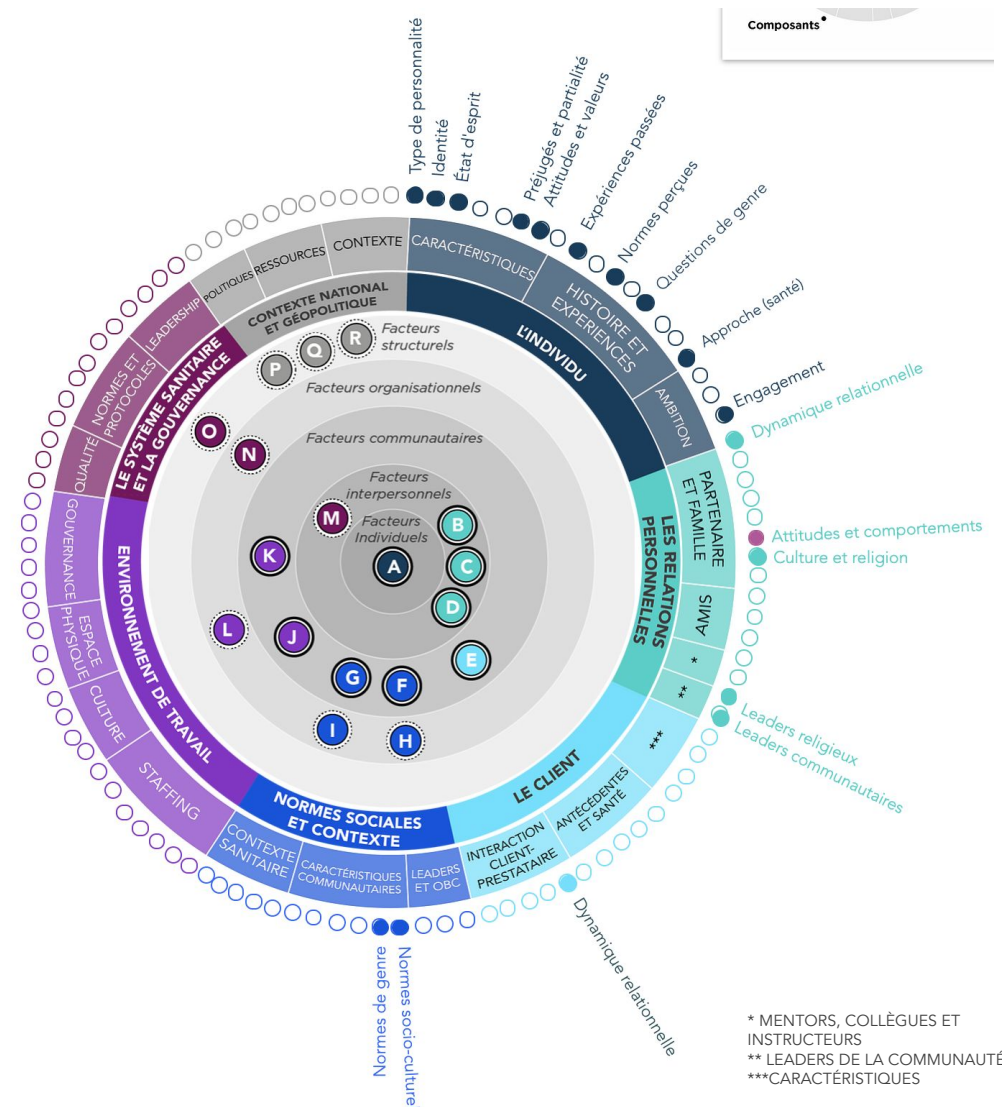 Composants
Type de personnalité
Identité
État d'esprit
Préjugés et partialité
Attitudes et valeurs
Expériences passées
Normes perçues
Questions de genre
Approche (santé)
Engagement
Dynamique relationnelle
Attitudes et comportements
Culture et religion
Leaders religieux
Leaders communautaires
Dynamique relationnelle
Normes socio-culture
Normes de genre
CARACTÉRISTIQUES
HISTOIRE ET
EXPÉRIENCES
AMBITION
PARTENAIRE
ET FAMILLE
AMIS
*
**
***
ANTÉCÉDENTES
ET SANTÉ
INTERACTION
CLIENT-
PRESTATAIRE
LEADERS
ET OBC
CARACTÉRISTIQUES
COMMUNAUTAIRES
CONTEXTE
SANITAIRE
STAFFING
CULTURE
ESPACE
PHYSIQUE
GOUVERNANCE
QUALITÉ
NORMES ET
PROTOCOLES
LEADERSHIP
POLITIQUES
RESSOURCES
CONTEXTE
L'INDIVIDU
LES RELATIONS
PERSONNELLES
LE CLIENT
NORMES SOCIALES
ET CONTEXTE
ENVIRONNEMENT DE TRAVAIL
LE SYSTÈME SANITAIRE
ET LA GOUVERNANCE
CONTEXTE NATIONAL
ET GÉOPOLITIQUE
Facteurs
structurels
Facteurs organisationnels
Facteurs communautaires
Facteurs
interpersonnels
Facteurs
Individuels
R
Q
P
O
N
M
B
K
C
A
D
L
J
E
G
F
I
H
* MENTORS, COLLÈGUES ET
INSTRUCTEURS
** LEADERS DE LA COMMUNAUTÉ
***CARACTÉRISTIQUES